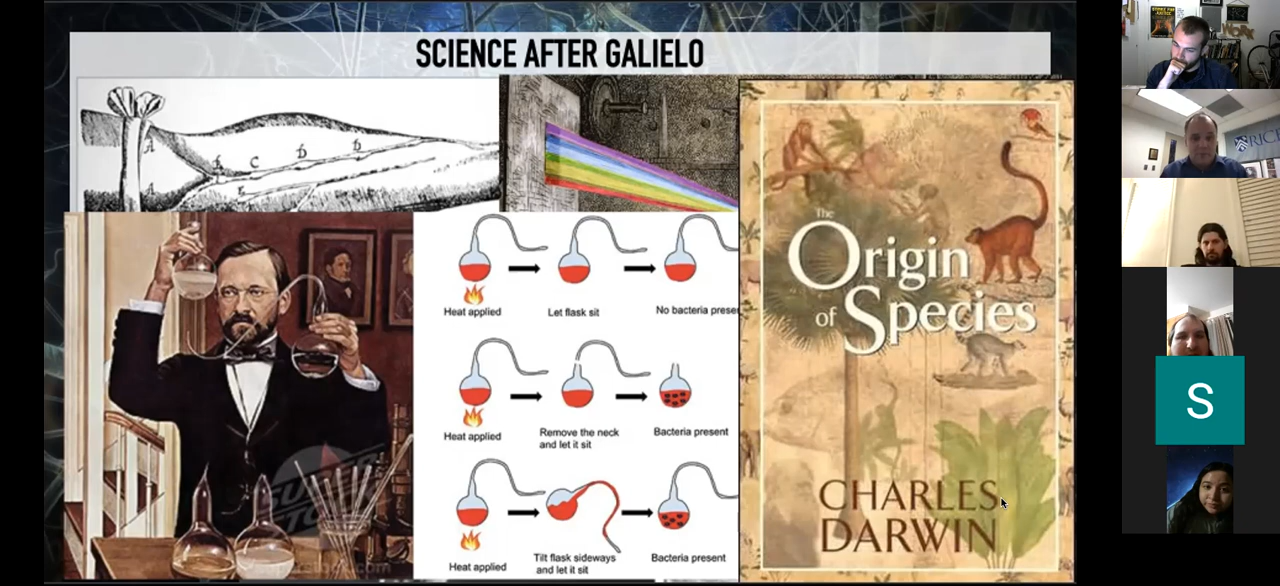 SCIENCE AFTER GALIELO
A
A
C
D
D
Heat applied
Let flask sit
No bacteria prese
Heat applied
Remove the neck
and let it sit
Bacteria present
Heat applied
Tilt flask sideways
and let it sit
Bacteria present
The
Origin
of Species
CHARLES
DARWIN
RIC
S